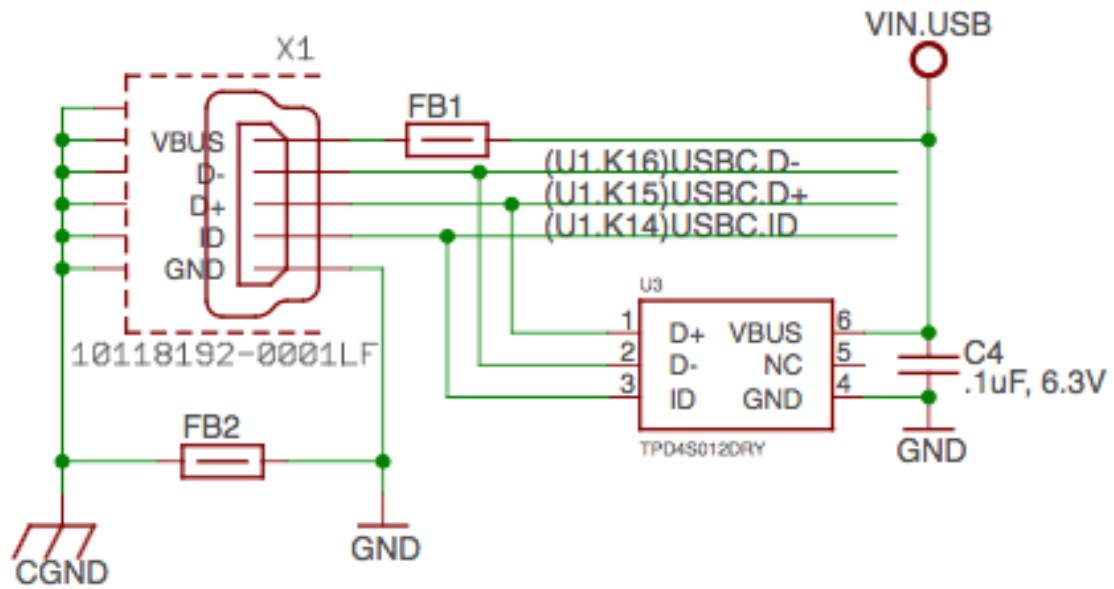 VIN.USB
X1
FB1
VBUS
(U1.K16)USBC.D-
D-
(U1.K15)USBC.D+
D+
(U1.K14)USBC.ID
ID
GND
U3
1 D+ VBUS 6
2 D- NC 5
3 ID GND 4
C4
.1uF, 6.3V
10118192-0001LF
TPD4S012DRY
GND
FB2
GND
CGND